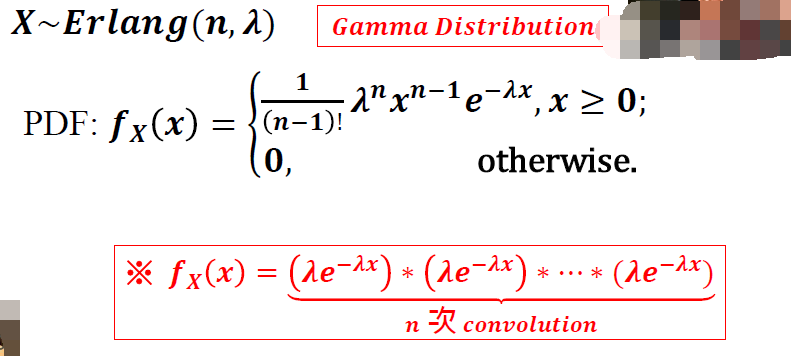 X~Erlang(n, λ) Gamma Distribution
PDF: f_X(x) = { 1/(n−1)! λ^n x^{n−1} e^{−λx}, x ≥ 0;
0, otherwise.
※ f_X(x) = (λe^{−λx}) ∗ (λe^{−λx}) ∗ ⋯ ∗ (λe^{−λx})
n 次 convolution